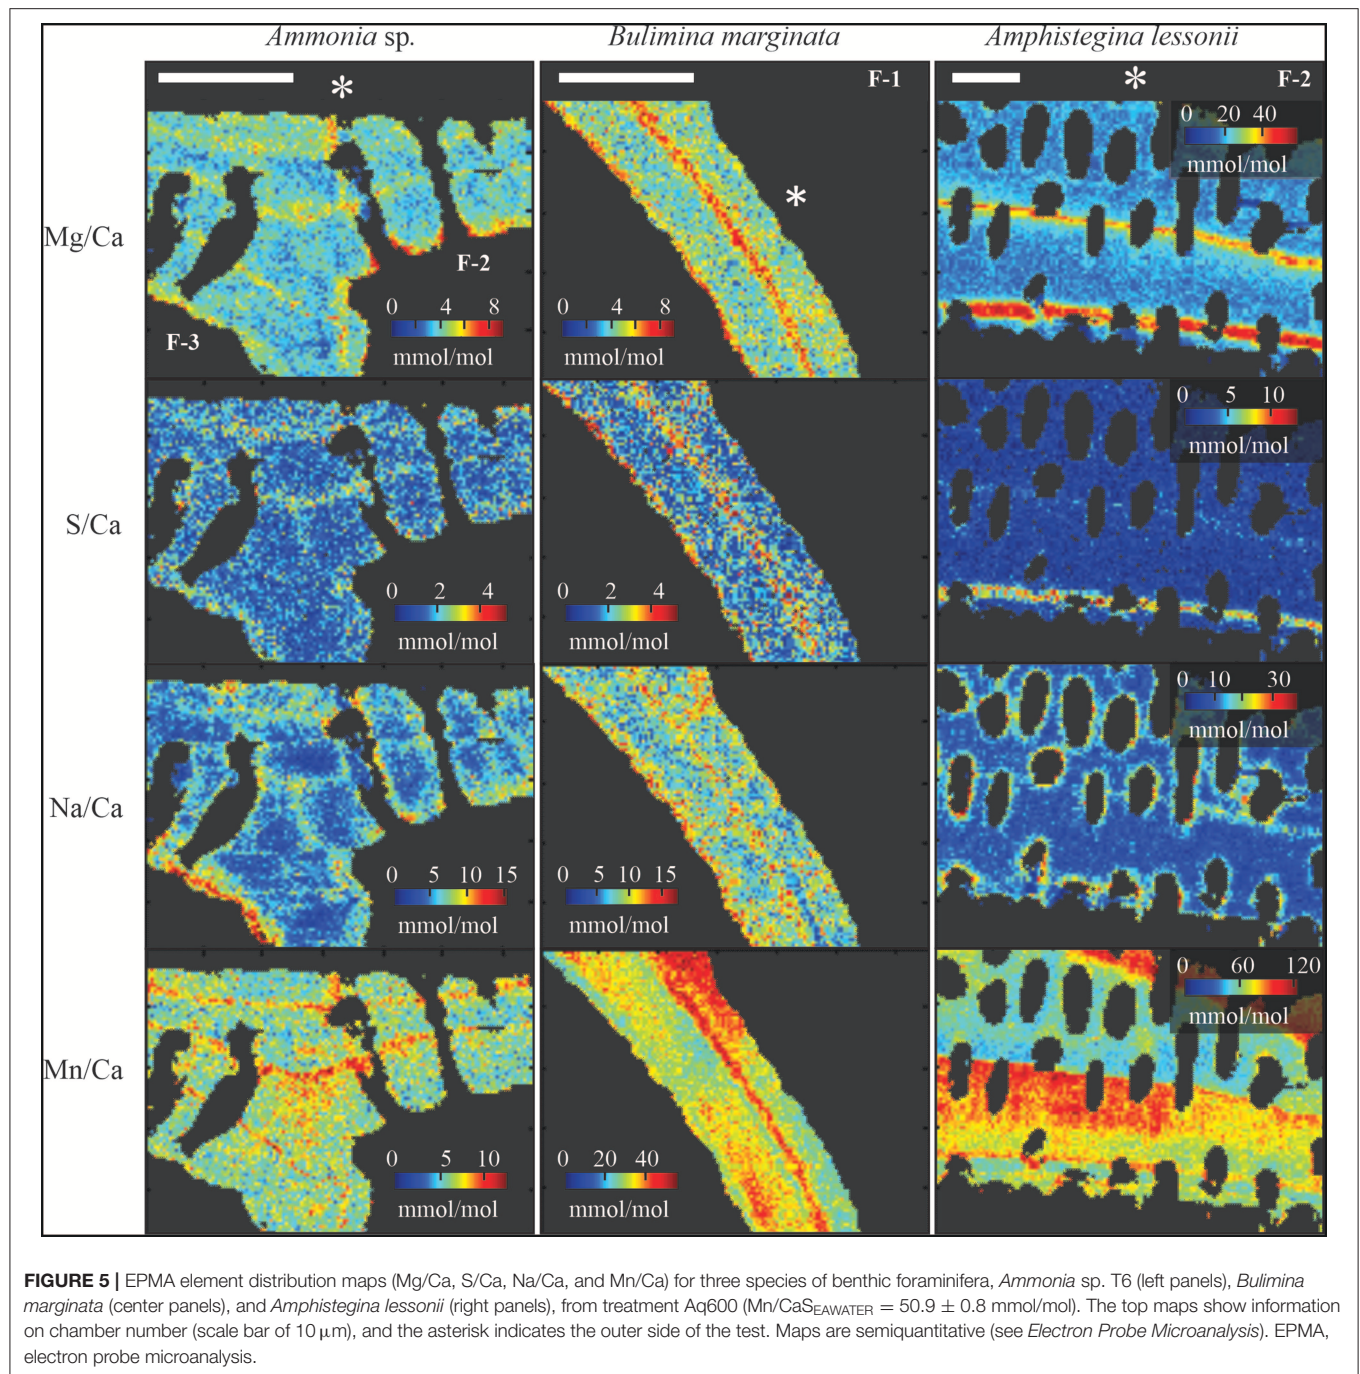 Ammonia sp. Bulimina marginata Amphistegina lessonii
* F-1 * F-2
0 20 40
mmol/mol
*
Mg/Ca
F-2
0 4 8
mmol/mol
F-3
0 4 8
mmol/mol
0 5 10
mmol/mol
S/Ca
0 2 4
mmol/mol
0 2 4
mmol/mol
0 10 30
mmol/mol
Na/Ca
0 5 10 15
mmol/mol
0 5 10 15
mmol/mol
0 60 120
mmol/mol
Mn/Ca
0 5 10
mmol/mol
0 20 40
mmol/mol
FIGURE 5 | EPMA element distribution maps (Mg/Ca, S/Ca, Na/Ca, and Mn/Ca) for three species of benthic foraminifera, Ammonia sp. T6 (left panels), Bulimina
marginata (center panels), and Amphistegina lessonii (right panels), from treatment Aq600 (Mn/CaSEAWATER = 50.9 ± 0.8 mmol/mol). The top maps show information
on chamber number (scale bar of 10 μm), and the asterisk indicates the outer side of the test. Maps are semiquantitative (see Electron Probe Microanalysis). EPMA,
electron probe microanalysis.